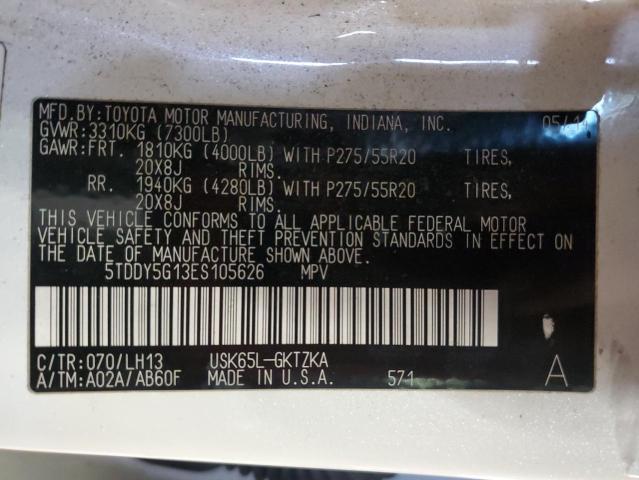 MFD.BY:TOYOTA MOTOR MANUFACTURING, INDIANA, INC. 05/1
GVWR:3310KG (7300LB)
GAWR:FRT. 1810KG (4000LB) WITH P275/55R20 TIRES,
20X8J RIMS.
RR. 1940KG (4280LB) WITH P275/55R20 TIRES,
20X8J RIMS.
THIS VEHICLE CONFORMS TO ALL APPLICABLE FEDERAL MOTOR
VEHICLE SAFETY AND THEFT PREVENTION STANDARDS IN EFFECT ON
THE DATE OF MANUFACTURE SHOWN ABOVE.
5TDDY5G13ES105626 MPV
C/TR:070/LH13 USK65L-GKTZKA
A/TM:A02A/AB60F MADE IN U.S.A. 571 A